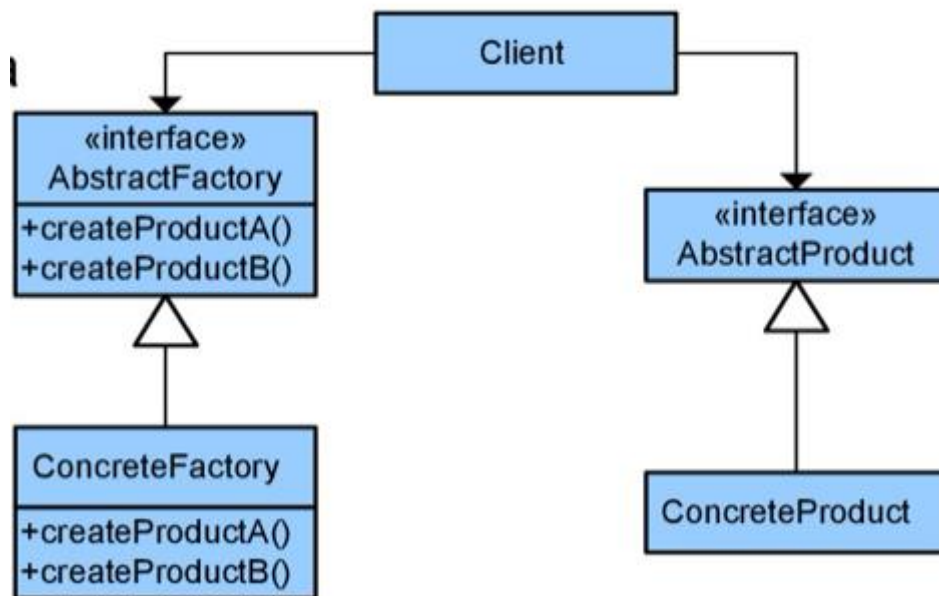 Client
«interface»
AbstractFactory
+createProductA()
+createProductB()
«interface»
AbstractProduct
ConcreteFactory
+createProductA()
+createProductB()
ConcreteProduct